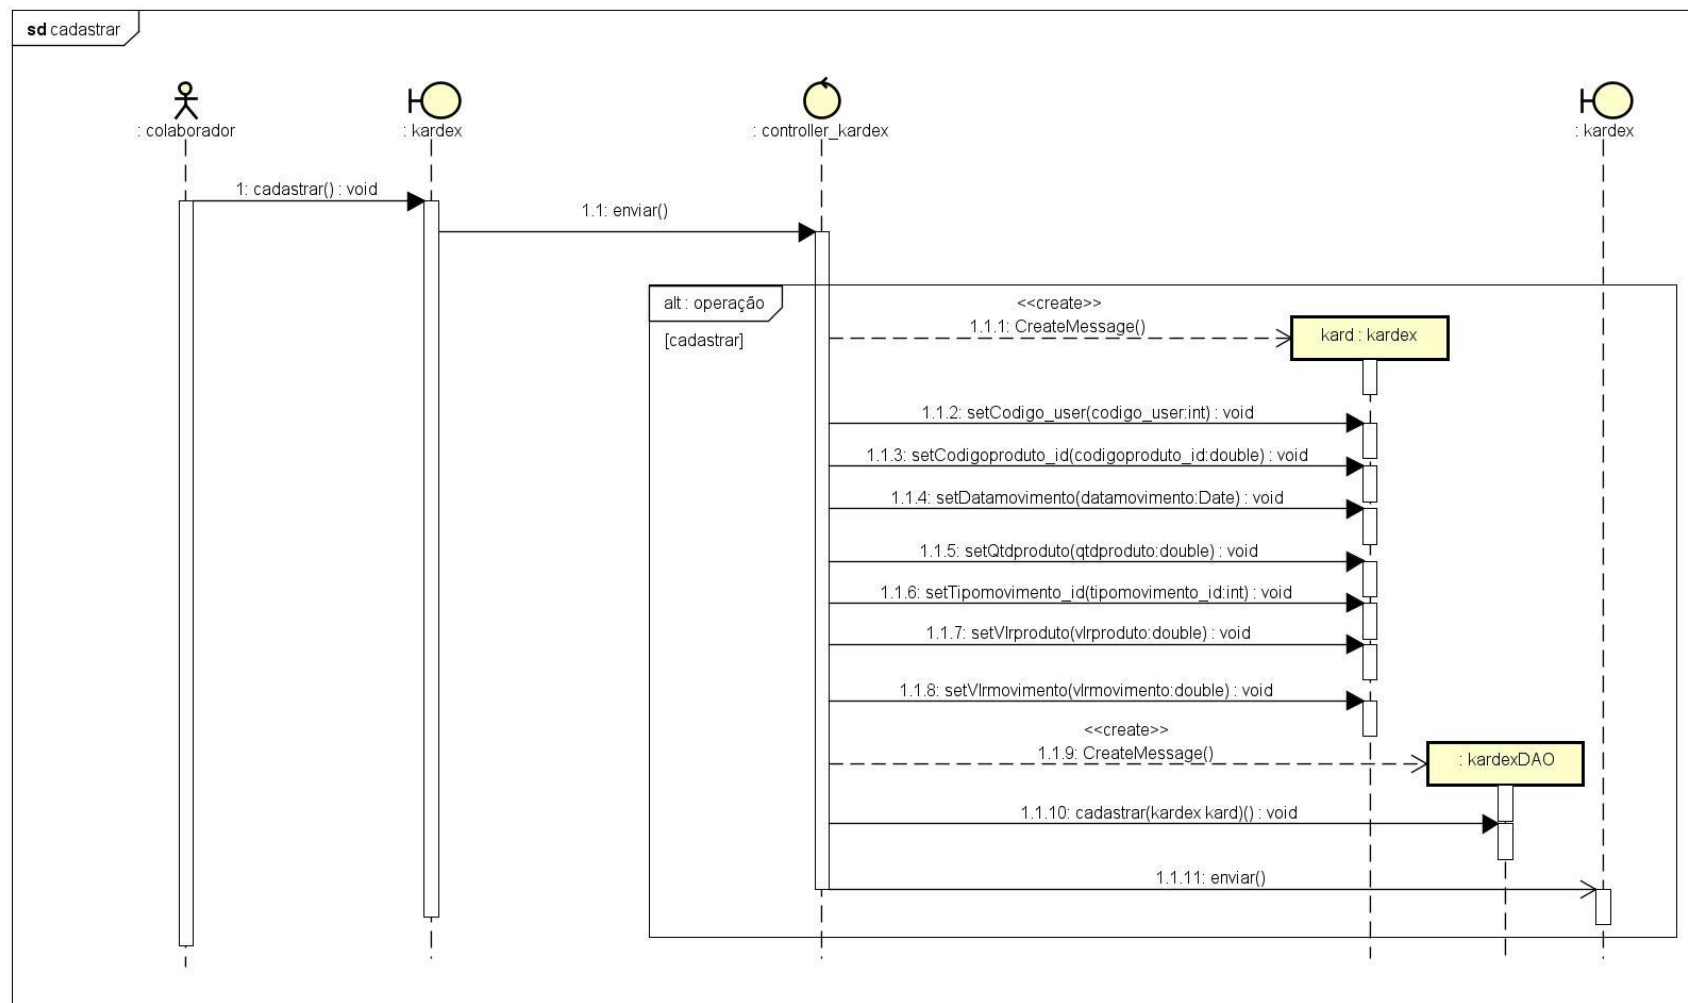 sd cadastrar
: colaborador
: kardex
: controller_kardex
: kardex
1: cadastrar() : void
1.1: enviar()
alt : operação
[cadastrar]
<<create>>
1.1.1: CreateMessage()
kard : kardex
1.1.2: setCodigo_user(codigo_user:int) : void
1.1.3: setCodigoproduto_id(codigoproduto_id:double) : void
1.1.4: setDatamovimento(datamovimento:Date) : void
1.1.5: setQtdproduto(qtdproduto:double) : void
1.1.6: setTipomovimento_id(tipomovimento_id:int) : void
1.1.7: setVlrproduto(vlrproduto:double) : void
1.1.8: setVlrmovimento(vlrmovimento:double) : void
<<create>>
1.1.9: CreateMessage()
: kardexDAO
1.1.10: cadastrar(kardex kard)() : void
1.1.11: enviar()